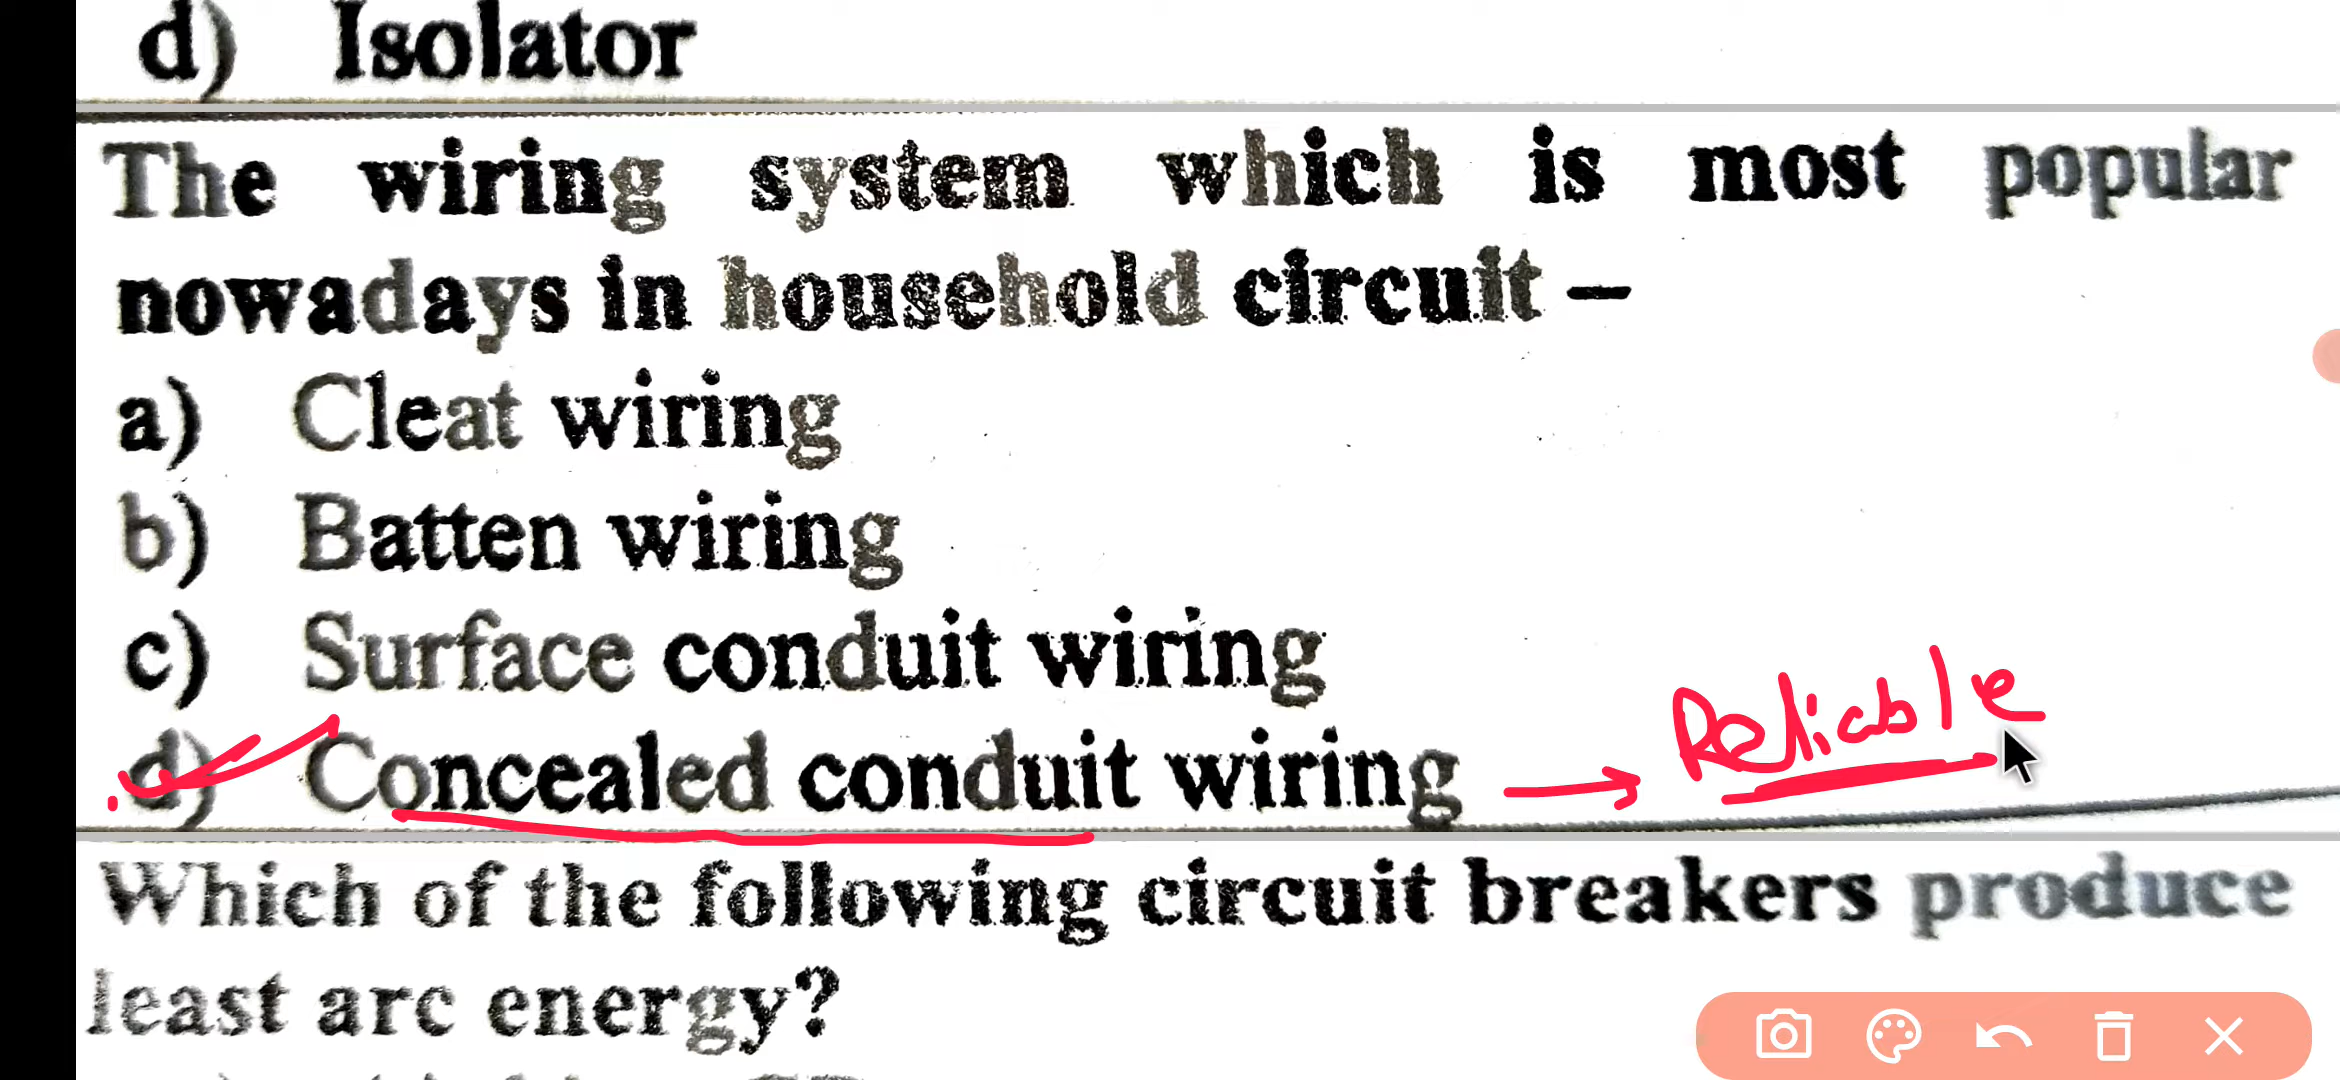 d) Isolator
The wiring system which is most popular
nowadays in household circuit –
a) Cleat wiring
b) Batten wiring
c) Surface conduit wiring
d) Concealed conduit wiring → Reliable
Which of the following circuit breakers produce
least arc energy?